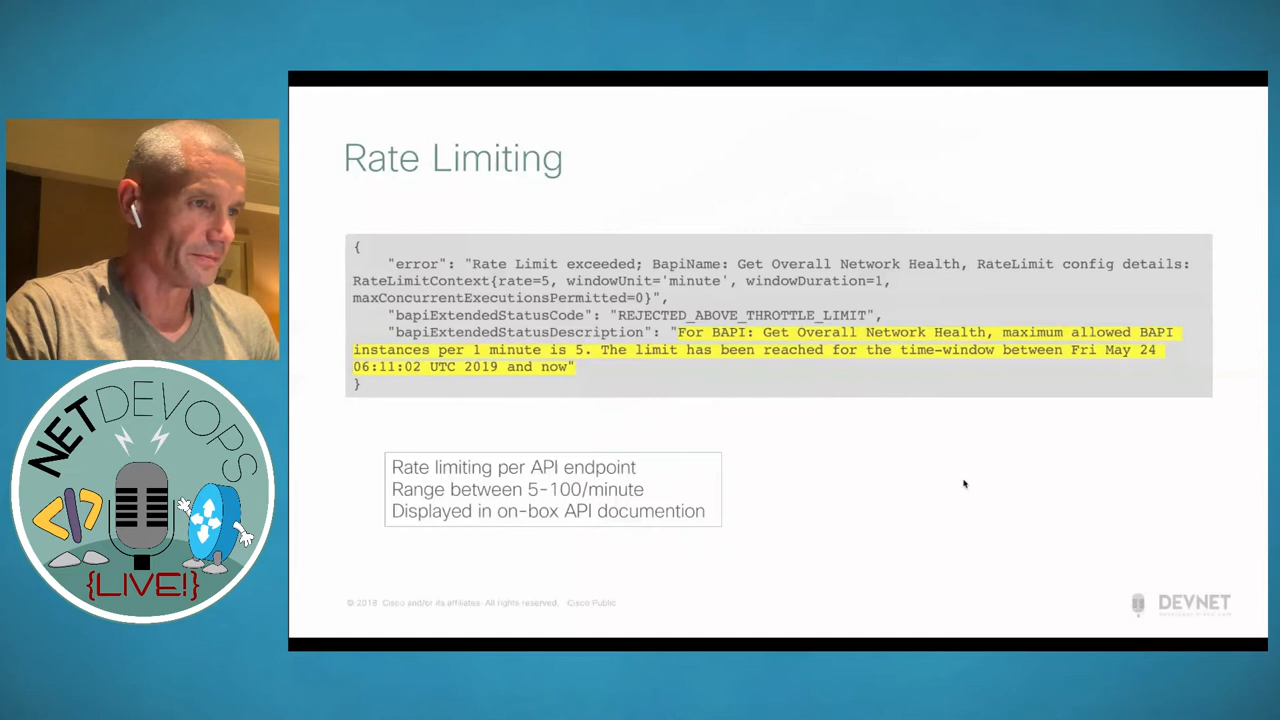 Rate Limiting
{
"error": "Rate Limit exceeded; BapiName: Get Overall Network Health, RateLimit config details:
RateLimitContext{rate=5, windowUnit='minute', windowDuration=1,
maxConcurrentExecutionsPermitted=0}",
"bapiExtendedStatusCode": "REJECTED_ABOVE_THROTTLE_LIMIT",
"bapiExtendedStatusDescription": "For BAPI: Get Overall Network Health, maximum allowed BAPI
instances per 1 minute is 5. The limit has been reached for the time-window between Fri May 24
06:11:02 UTC 2019 and now"
}
Rate limiting per API endpoint
Range between 5-100/minute
Displayed in on-box API documention
© 2018 Cisco and/or its affiliates. All rights reserved. Cisco Public
DEVNET
NETDEVOPS
</>
{LIVE!}